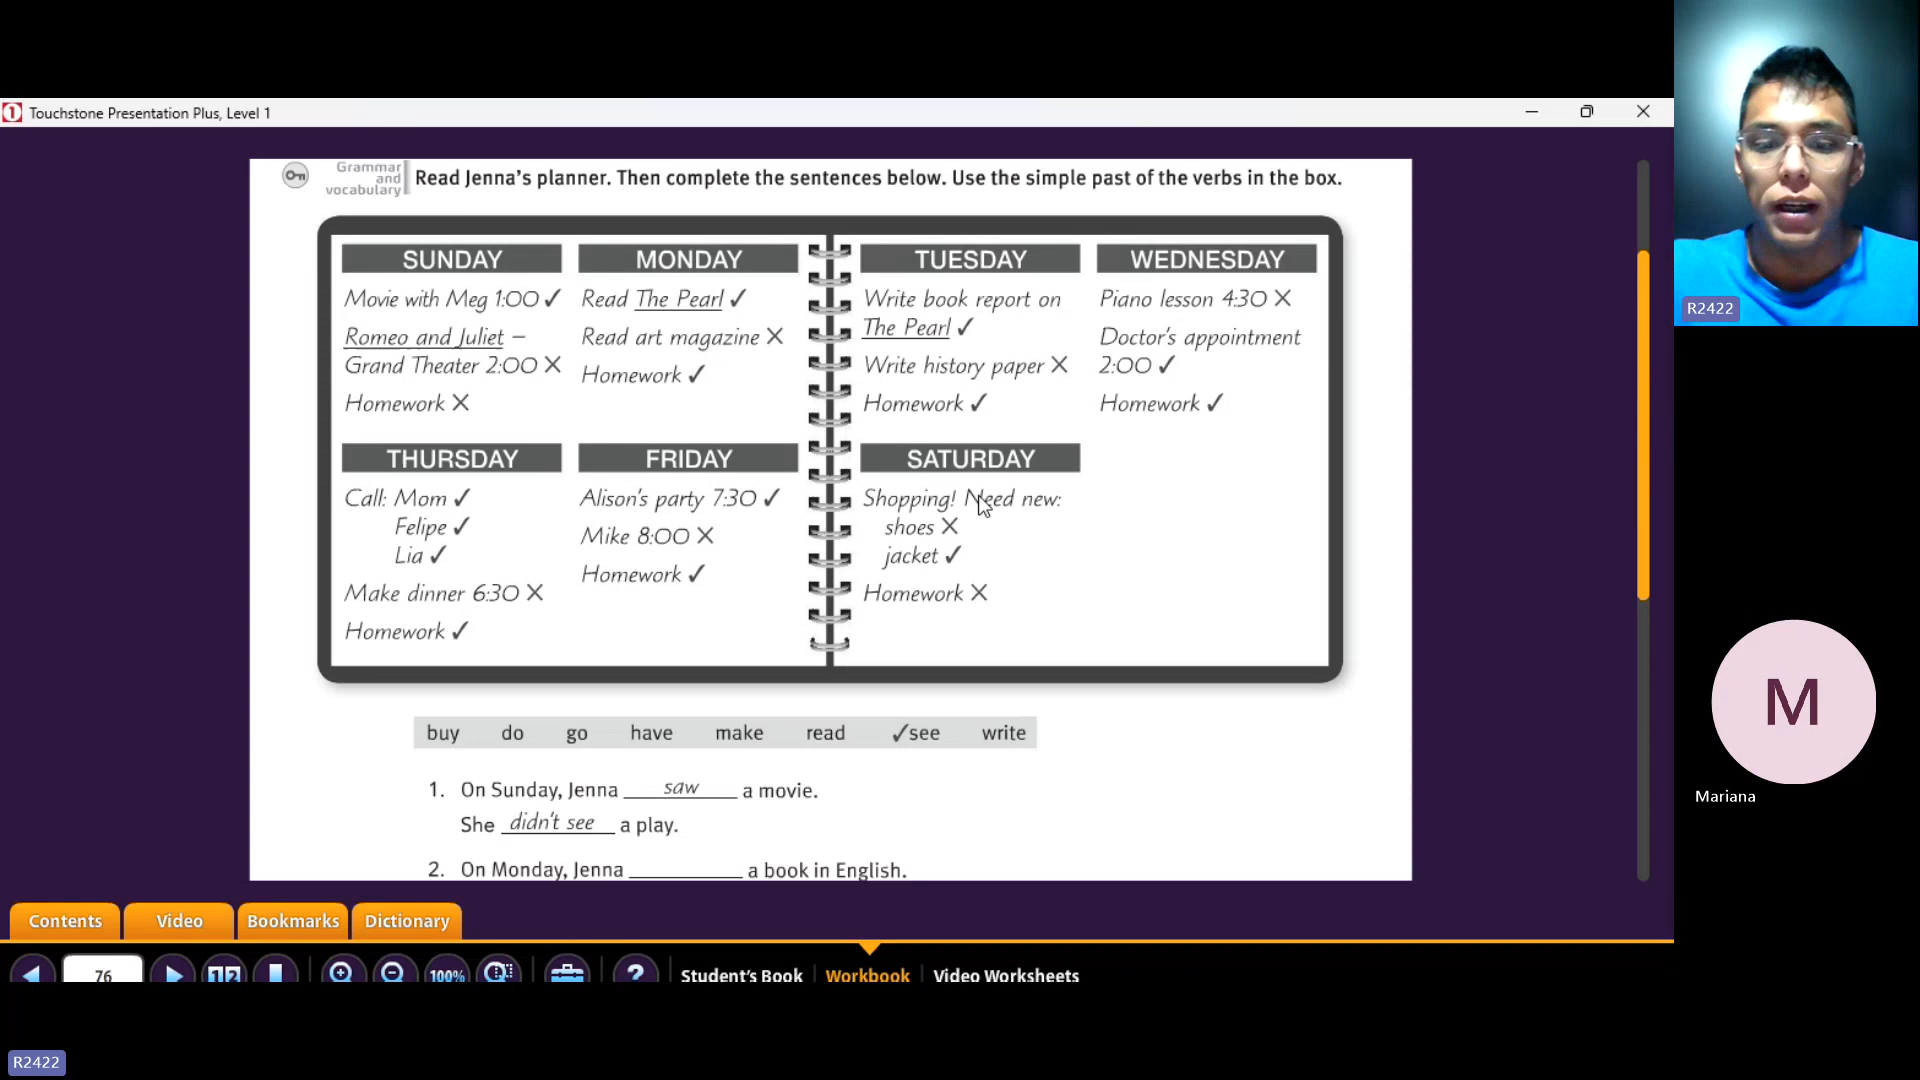 Touchstone Presentation Plus, Level 1
Grammar
and
vocabulary
Read Jenna's planner. Then complete the sentences below. Use the simple past of the verbs in the box.
SUNDAY
Movie with Meg 1:00 ✓
Romeo and Juliet –
Grand Theater 2:00 ✗
Homework ✗
MONDAY
Read The Pearl ✓
Read art magazine ✗
Homework ✓
TUESDAY
Write book report on
The Pearl ✓
Write history paper ✗
Homework ✓
WEDNESDAY
Piano lesson 4:30 ✗
Doctor's appointment
2:00 ✓
Homework ✓
THURSDAY
Call: Mom ✓
Felipe ✓
Lia ✓
Make dinner 6:30 ✗
Homework ✓
FRIDAY
Alison's party 7:30 ✓
Mike 8:00 ✗
Homework ✓
SATURDAY
Shopping! Need new:
shoes ✗
jacket ✓
Homework ✗
buy do go have make read ✓see write
1. On Sunday, Jenna saw a movie.
She didn't see a play.
2. On Monday, Jenna __________ a book in English.
Contents Video Bookmarks Dictionary
76 12 100% ? Student's Book Workbook Video Worksheets
R2422
M
Mariana
R2422